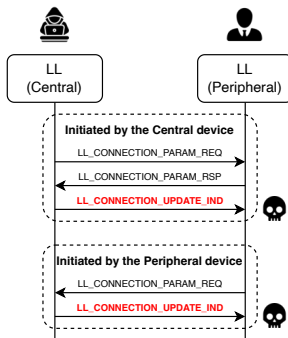 LL
(Central)
LL
(Peripheral)
Initiated by the Central device
LL_CONNECTION_PARAM_REQ
LL_CONNECTION_PARAM_RSP
LL_CONNECTION_UPDATE_IND
Initiated by the Peripheral device
LL_CONNECTION_PARAM_REQ
LL_CONNECTION_UPDATE_IND